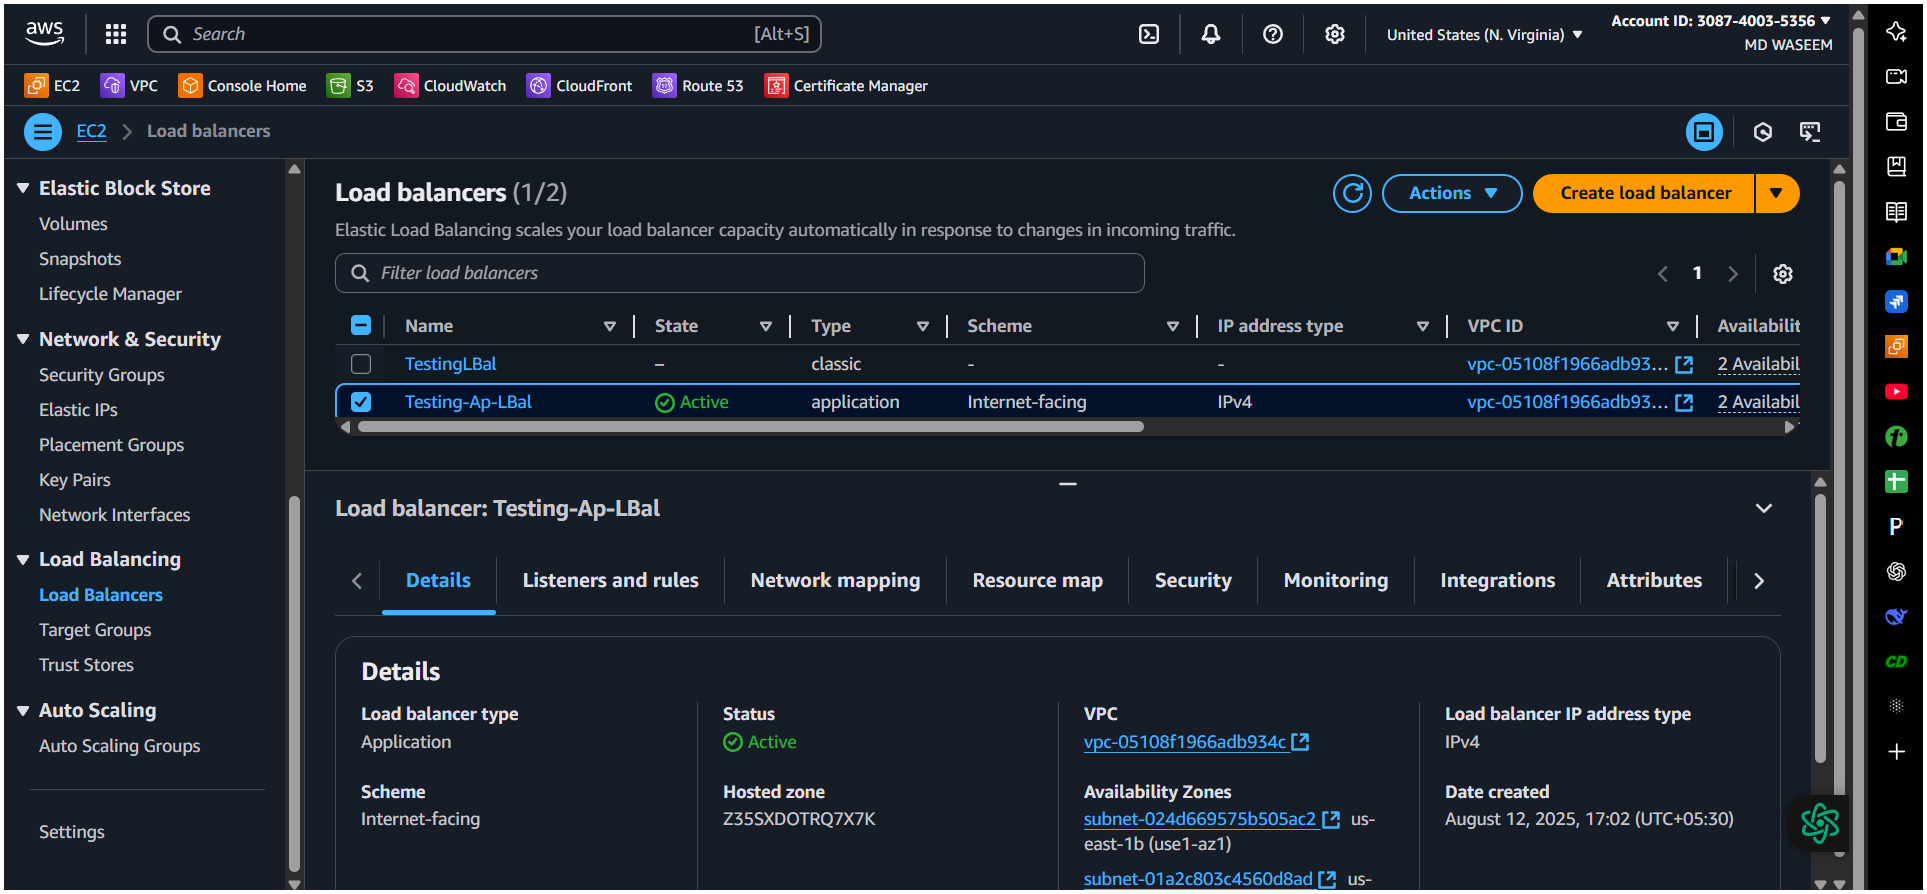 aws
Search [Alt+S]
United States (N. Virginia) ▼
Account ID: 3087-4003-5356 ▼
MD WASEEM
EC2 VPC Console Home S3 CloudWatch CloudFront Route 53 Certificate Manager
EC2 > Load balancers
Elastic Block Store
Volumes
Snapshots
Lifecycle Manager
Network & Security
Security Groups
Elastic IPs
Placement Groups
Key Pairs
Network Interfaces
Load Balancing
Load Balancers
Target Groups
Trust Stores
Auto Scaling
Auto Scaling Groups
Settings
Load balancers (1/2)
Actions
Create load balancer
Elastic Load Balancing scales your load balancer capacity automatically in response to changes in incoming traffic.
Filter load balancers
1
Name State Type Scheme IP address type VPC ID Availabilit
TestingLBal – classic - - vpc-05108f1966adb93... 2 Availabil
Testing-Ap-LBal Active application Internet-facing IPv4 vpc-05108f1966adb93... 2 Availabil
Load balancer: Testing-Ap-LBal
Details Listeners and rules Network mapping Resource map Security Monitoring Integrations Attributes
Details
Load balancer type
Application
Status
Active
VPC
vpc-05108f1966adb934c
Load balancer IP address type
IPv4
Scheme
Internet-facing
Hosted zone
Z35SXDOTRQ7X7K
Availability Zones
subnet-024d669575b505ac2 us-
east-1b (use1-az1)
subnet-01a2c803c4560d8ad us-
Date created
August 12, 2025, 17:02 (UTC+05:30)
P
CD